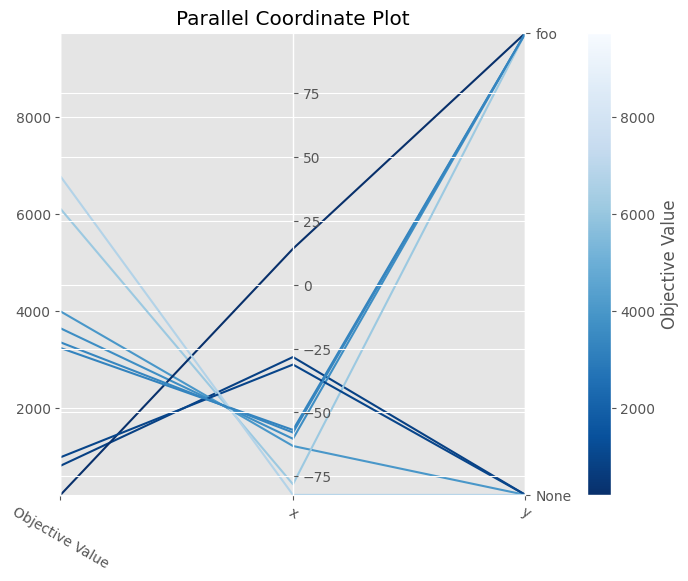 Parallel Coordinate Plot
8000
6000
4000
2000
Objective Value
75
50
25
0
−25
−50
−75
x
foo
None
y
8000
6000
4000
2000
Objective Value